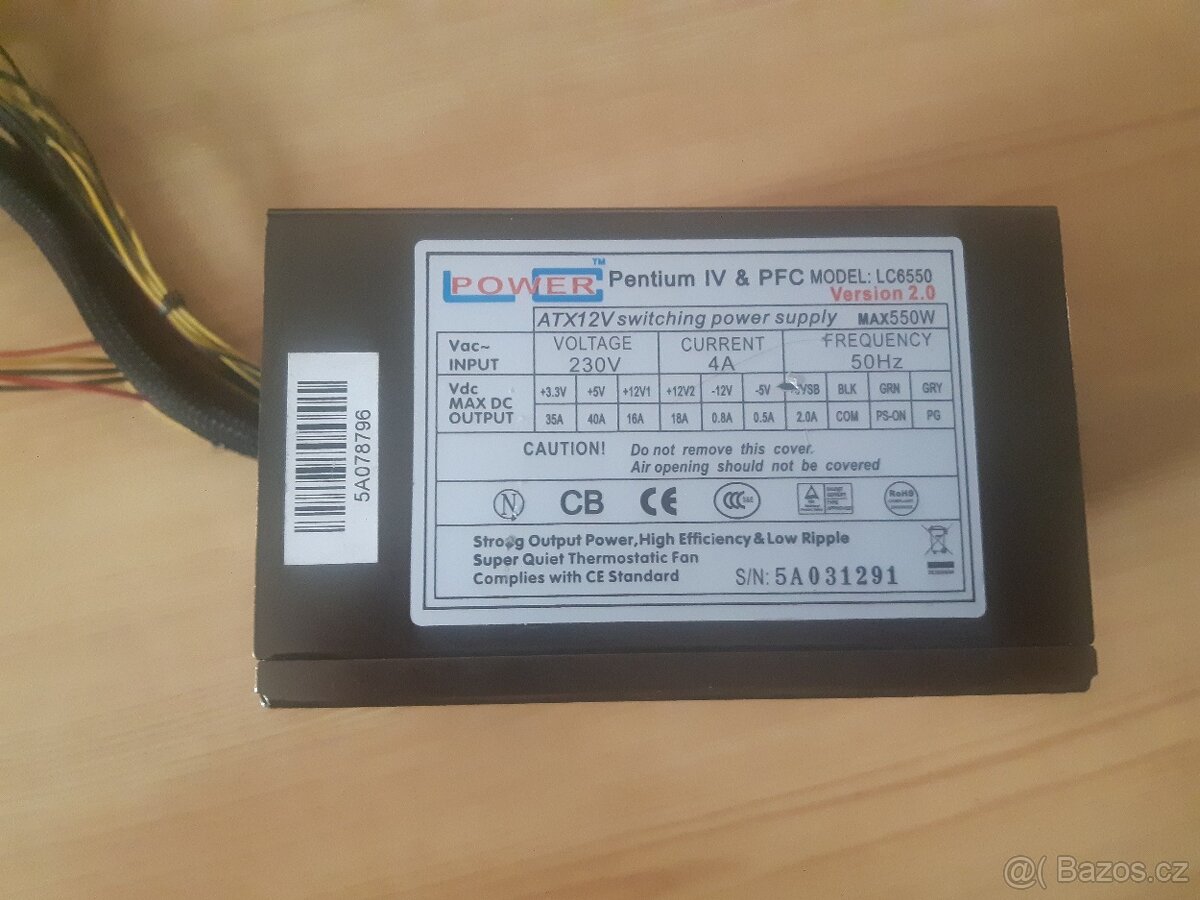 POWER TM Pentium IV & PFC MODEL: LC6550
Version 2.0
ATX12V switching power supply MAX550W
Vac~ INPUT
VOLTAGE CURRENT FREQUENCY
230V 4A 50Hz
Vdc
MAX DC
OUTPUT
+3.3V +5V +12V1 +12V2 -12V -5V BLK GRN GRY
35A 40A 16A 18A 0.8A 0.5A 2.0A COM PS-ON PG
CAUTION! Do not remove this cover.
Air opening should not be covered
N CB CE CCC S&E RoHS
Strong Output Power,High Efficiency & Low Ripple
Super Quiet Thermostatic Fan
Complies with CE Standard
S/N: 5A031291
5A078796
@( Bazos.cz